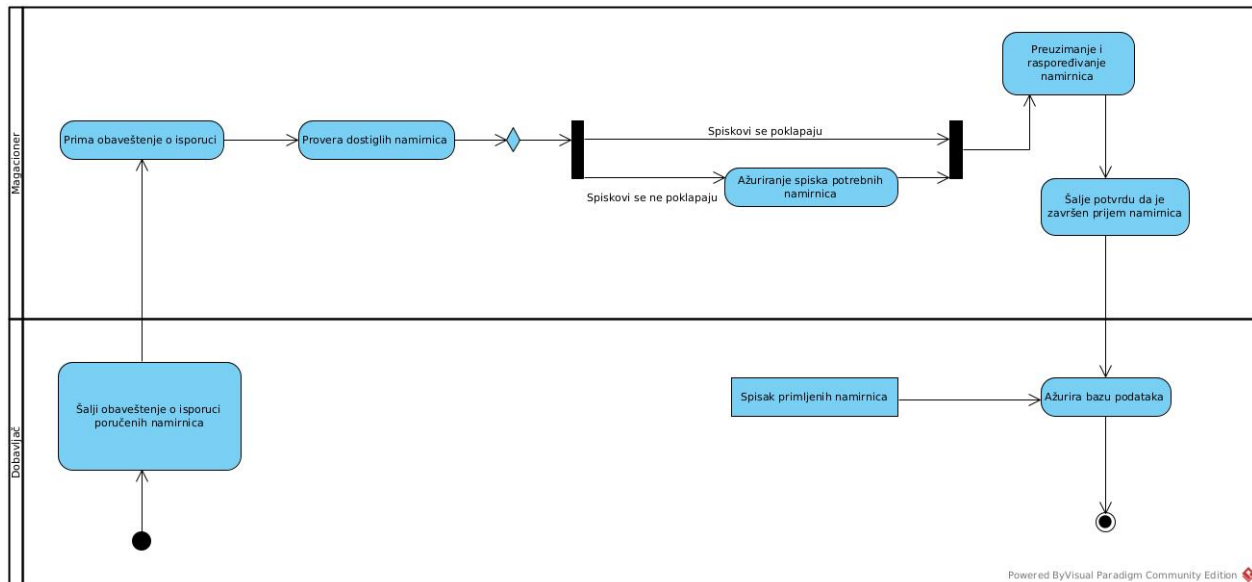 Magacioner
Prima obaveštenje o isporuci
Provera dostiglih namirnica
Spiskovi se poklapaju
Spiskovi se ne poklapaju
Ažuriranje spiska potrebnih
namirnica
Preuzimanje i
raspoređivanje
namirnica
Šalje potvrdu da je
završen prijem namirnica
Dobavljač
Šalji obaveštenje o isporuci
poručenih namirnica
Spisak primljenih namirnica
Ažurira bazu podataka
Powered ByVisual Paradigm Community Edition